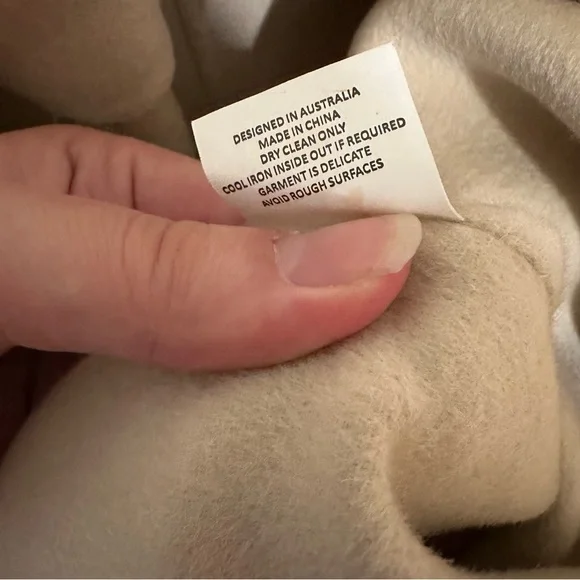 DESIGNED IN AUSTRALIA
MADE IN CHINA
DRY CLEAN ONLY
COOL IRON INSIDE OUT IF REQUIRED
GARMENT IS DELICATE
AVOID ROUGH SURFACES